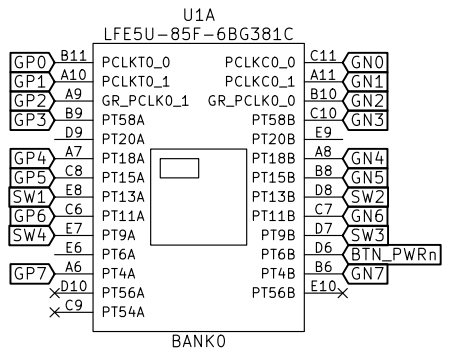 U1A
LFE5U-85F-6BG381C
GP0 B11 PCLKT0_0 PCLKC0_0 C11 GN0
GP1 A10 PCLKT0_1 PCLKC0_1 A11 GN1
GP2 A9 GR_PCLK0_1 GR_PCLK0_0 B10 GN2
GP3 B9 PT58A PT58B C10 GN3
D9 PT20A PT20B E9
GP4 A7 PT18A PT18B A8 GN4
GP5 C8 PT15A PT15B B8 GN5
SW1 E8 PT13A PT13B D8 SW2
GP6 C6 PT11A PT11B C7 GN6
SW4 E7 PT9A PT9B D7 SW3
E6 PT6A PT6B D6 BTN_PWRn
GP7 A6 PT4A PT4B B6 GN7
D10 PT56A PT56B E10
C9 PT54A
BANK0